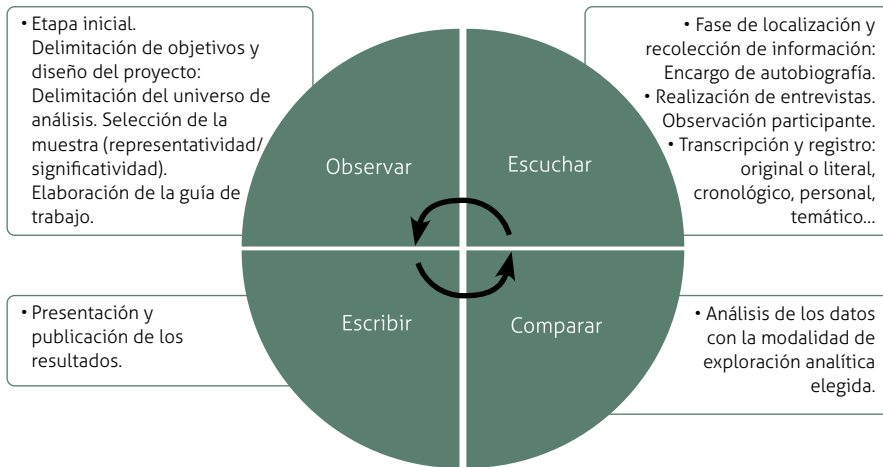 • Etapa inicial.
Delimitación de objetivos y
diseño del proyecto:
Delimitación del universo de
análisis. Selección de la
muestra (representatividad/
significatividad).
Elaboración de la guía de
trabajo.
• Fase de localización y
recolección de información:
Encargo de autobiografía.
• Realización de entrevistas.
Observación participante.
• Transcripción y registro:
original o literal,
cronológico, personal,
temático...
Observar
Escuchar
Escribir
Comparar
• Presentación y
publicación de los
resultados.
• Análisis de los datos
con la modalidad de
exploración analítica
elegida.